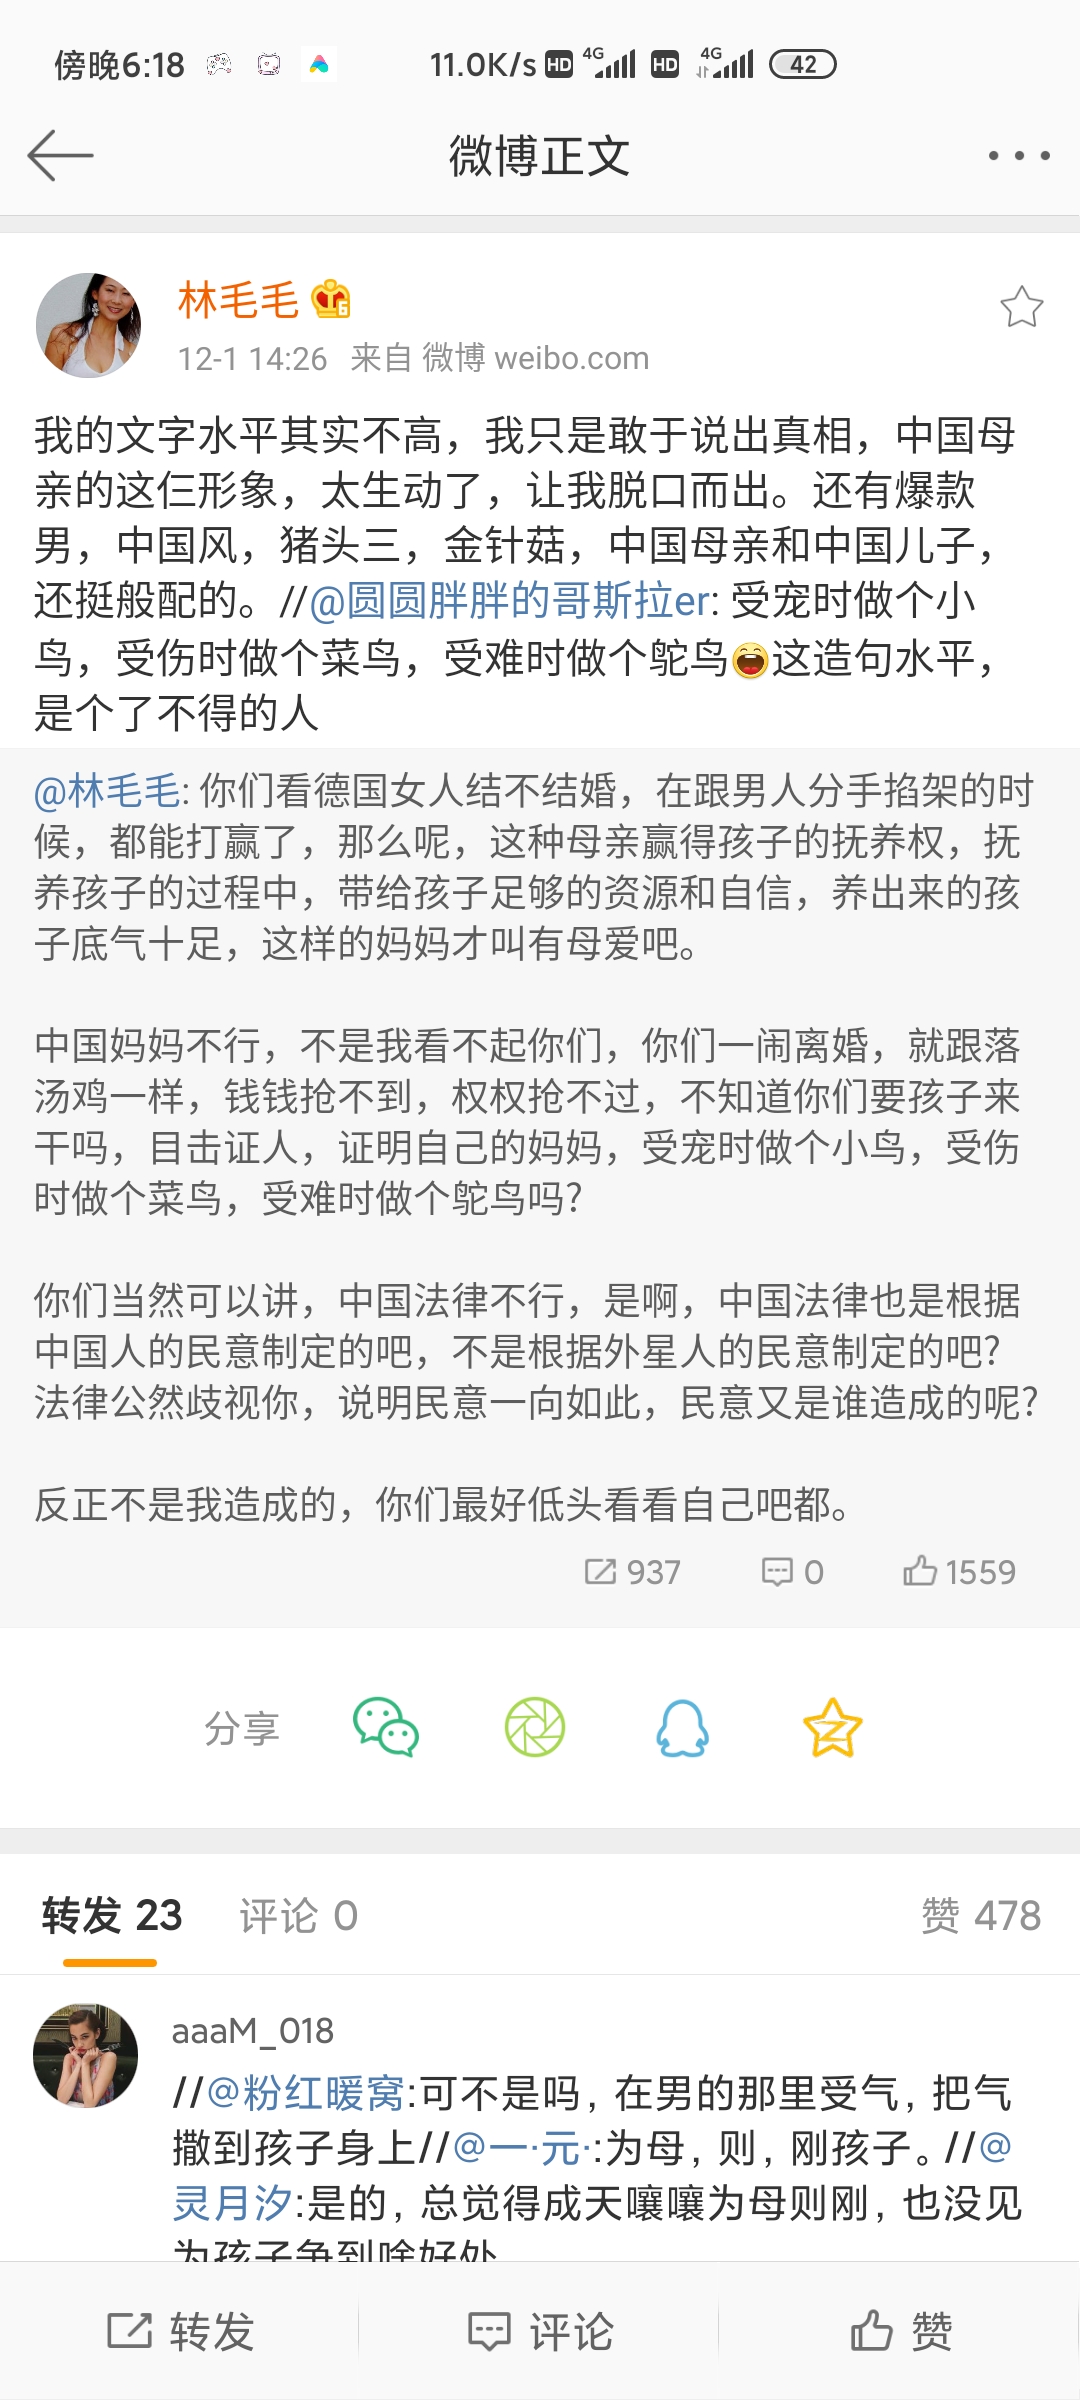 傍晚6:18 11.0K/s HD 4G HD 4G 42
微博正文
林毛毛
12-1 14:26 来自 微博 weibo.com
我的文字水平其实不高，我只是敢于说出真相，中国母
亲的这仨形象，太生动了，让我脱口而出。还有爆款
男，中国风，猪头三，金针菇，中国母亲和中国儿子，
还挺般配的。//@圆圆胖胖的哥斯拉er: 受宠时做个小
鸟，受伤时做个菜鸟，受难时做个鸵鸟这造句水平，
是个了不得的人
@林毛毛: 你们看德国女人结不结婚，在跟男人分手掐架的时
候，都能打赢了，那么呢，这种母亲赢得孩子的抚养权，抚
养孩子的过程中，带给孩子足够的资源和自信，养出来的孩
子底气十足，这样的妈妈才叫有母爱吧。
中国妈妈不行，不是我看不起你们，你们一闹离婚，就跟落
汤鸡一样，钱钱抢不到，权权抢不过，不知道你们要孩子来
干吗，目击证人，证明自己的妈妈，受宠时做个小鸟，受伤
时做个菜鸟，受难时做个鸵鸟吗?
你们当然可以讲，中国法律不行，是啊，中国法律也是根据
中国人的民意制定的吧，不是根据外星人的民意制定的吧?
法律公然歧视你，说明民意一向如此，民意又是谁造成的呢?
反正不是我造成的，你们最好低头看看自己吧都。
937 0 1559
分享
转发 23 评论 0 赞 478
aaaM_018
//@粉红暖窝:可不是吗，在男的那里受气，把气
撒到孩子身上//@一·元·:为母，则，刚孩子。//@
灵月汐:是的，总觉得成天嚷嚷为母则刚，也没见
为孩子争到啥好处
转发 评论 赞